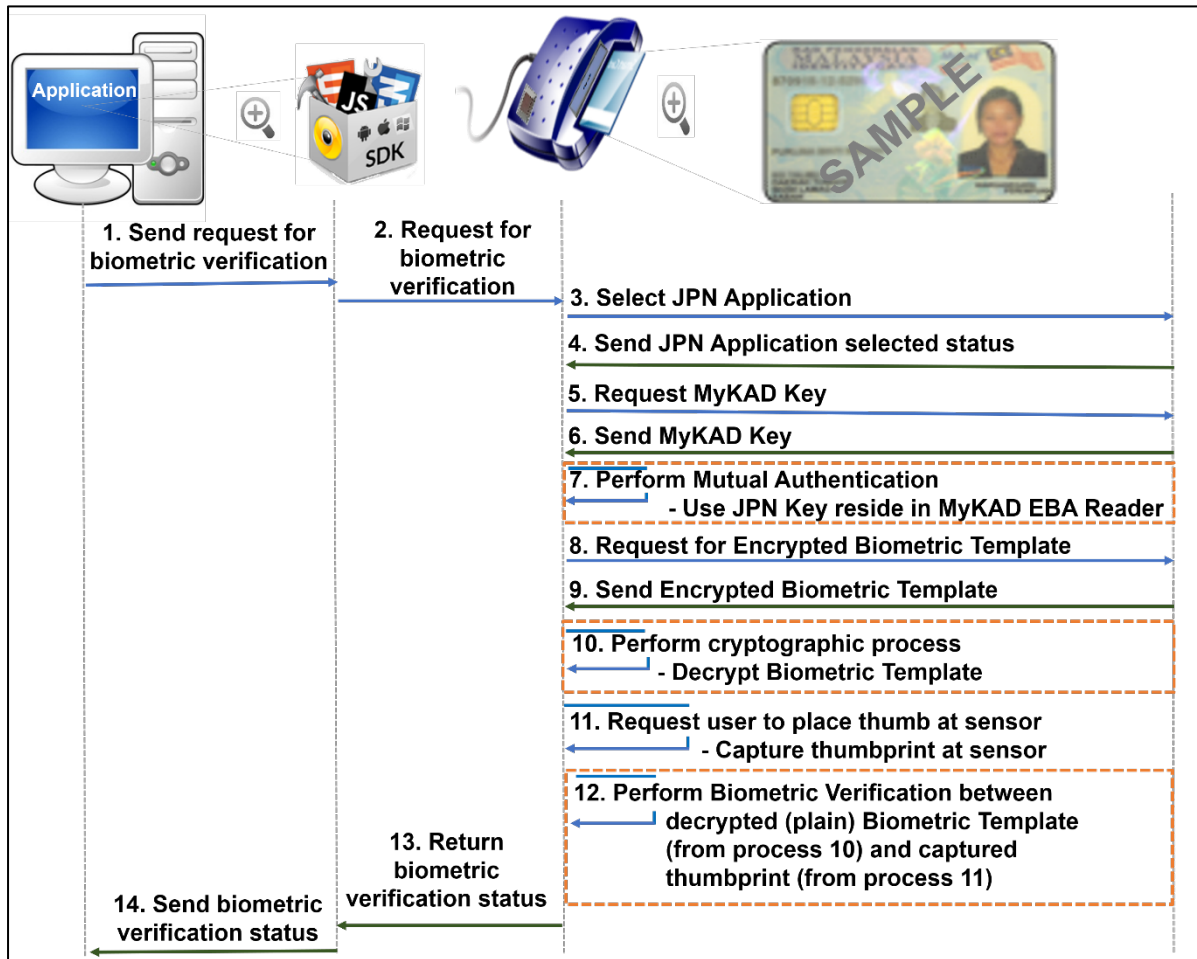 Application
JS
SDK
MALAYSIA
SAMPLE
1. Send request for
biometric verification
2. Request for
biometric
verification
3. Select JPN Application
4. Send JPN Application selected status
5. Request MyKAD Key
6. Send MyKAD Key
7. Perform Mutual Authentication
- Use JPN Key reside in MyKAD EBA Reader
8. Request for Encrypted Biometric Template
9. Send Encrypted Biometric Template
10. Perform cryptographic process
- Decrypt Biometric Template
11. Request user to place thumb at sensor
- Capture thumbprint at sensor
12. Perform Biometric Verification between
decrypted (plain) Biometric Template
(from process 10) and captured
thumbprint (from process 11)
13. Return
biometric
verification status
14. Send biometric
verification status